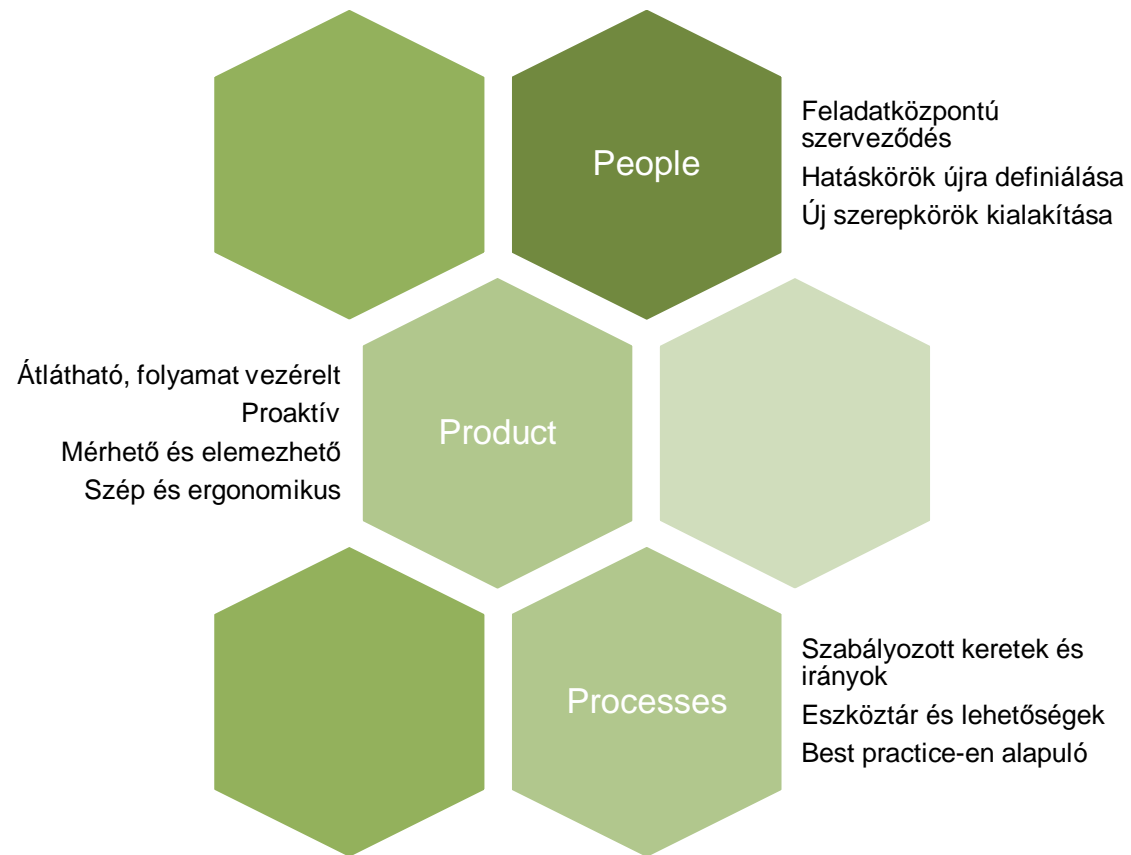 People
Feladatközpontú
szerveződés
Hatáskörök újra definiálása
Új szerepkörök kialakítása
Átlátható, folyamat vezérelt
Proaktív
Mérhető és elemezhető
Szép és ergonomikus
Product
Processes
Szabályozott keretek és
irányok
Eszköztár és lehetőségek
Best practice-en alapuló